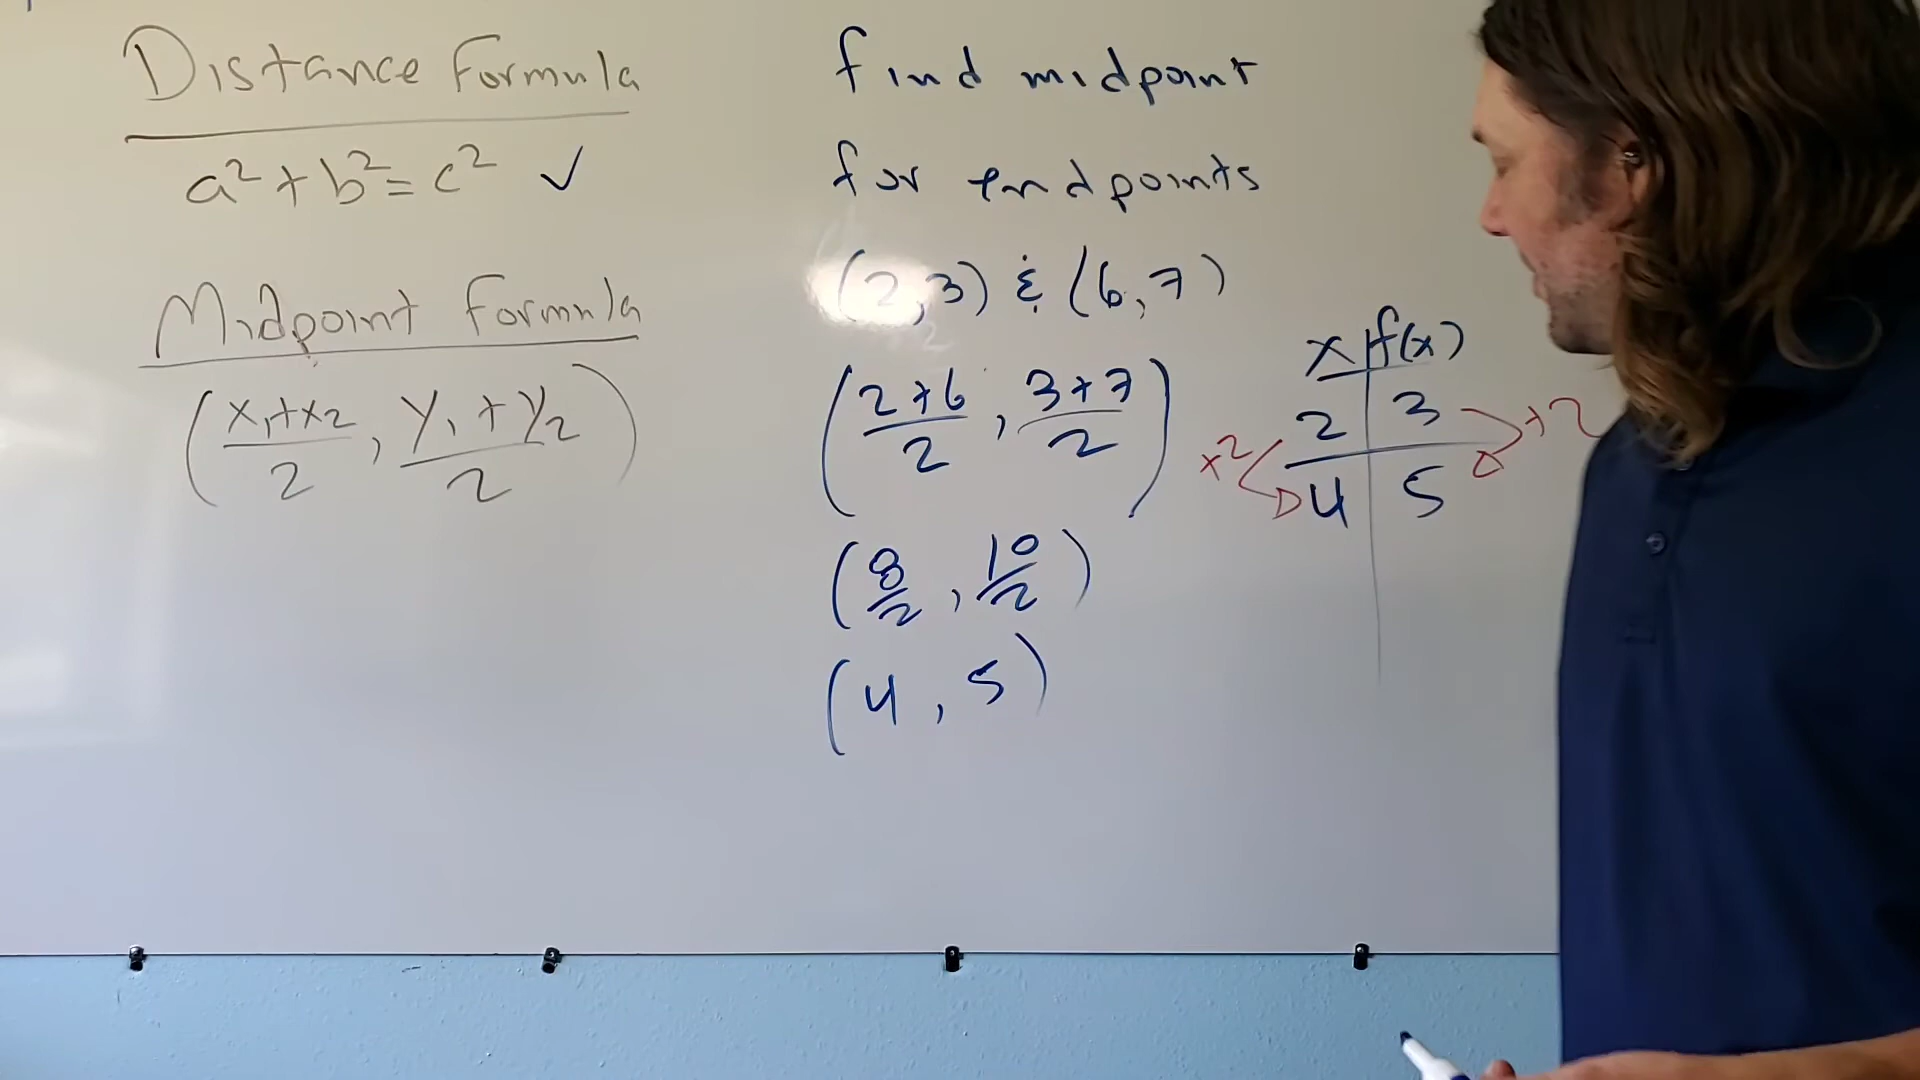 Distance Formula
a² + b² = c² ✓
Midpoint Formula
(x₁+x₂/2, y₁+y₂/2)
find midpoint
for endpoints
(2,3) & (6,7)
(2+6/2, 3+7/2)
(8/2, 10/2)
(4, 5)
x | f(x)
2 | 3
+2 +2
4 | 5